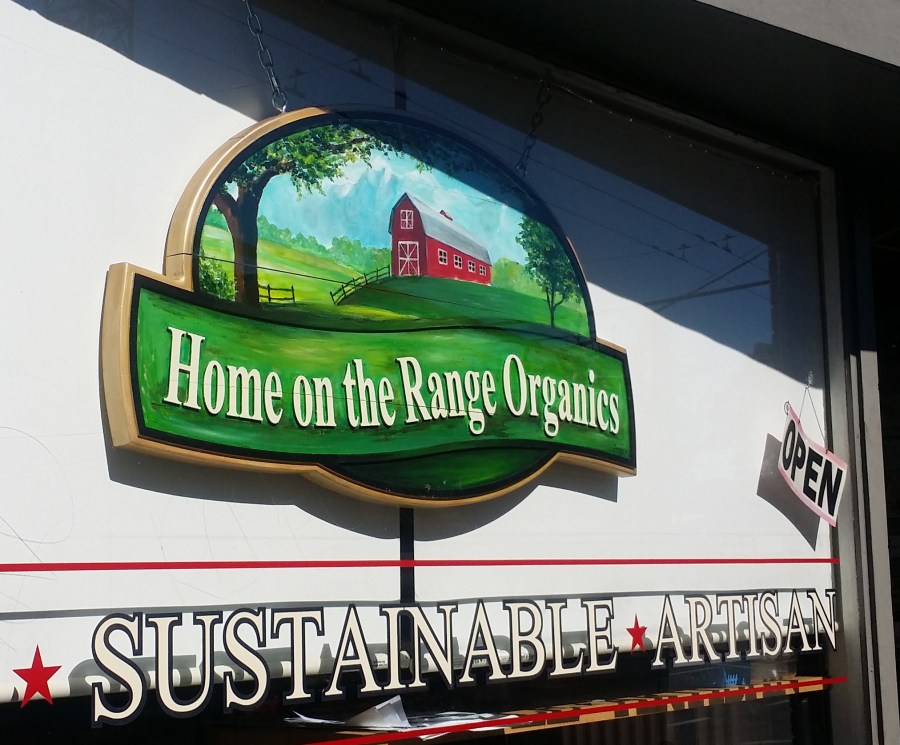 Home on the Range Organics
OPEN
★ SUSTAINABLE ★ ARTISAN